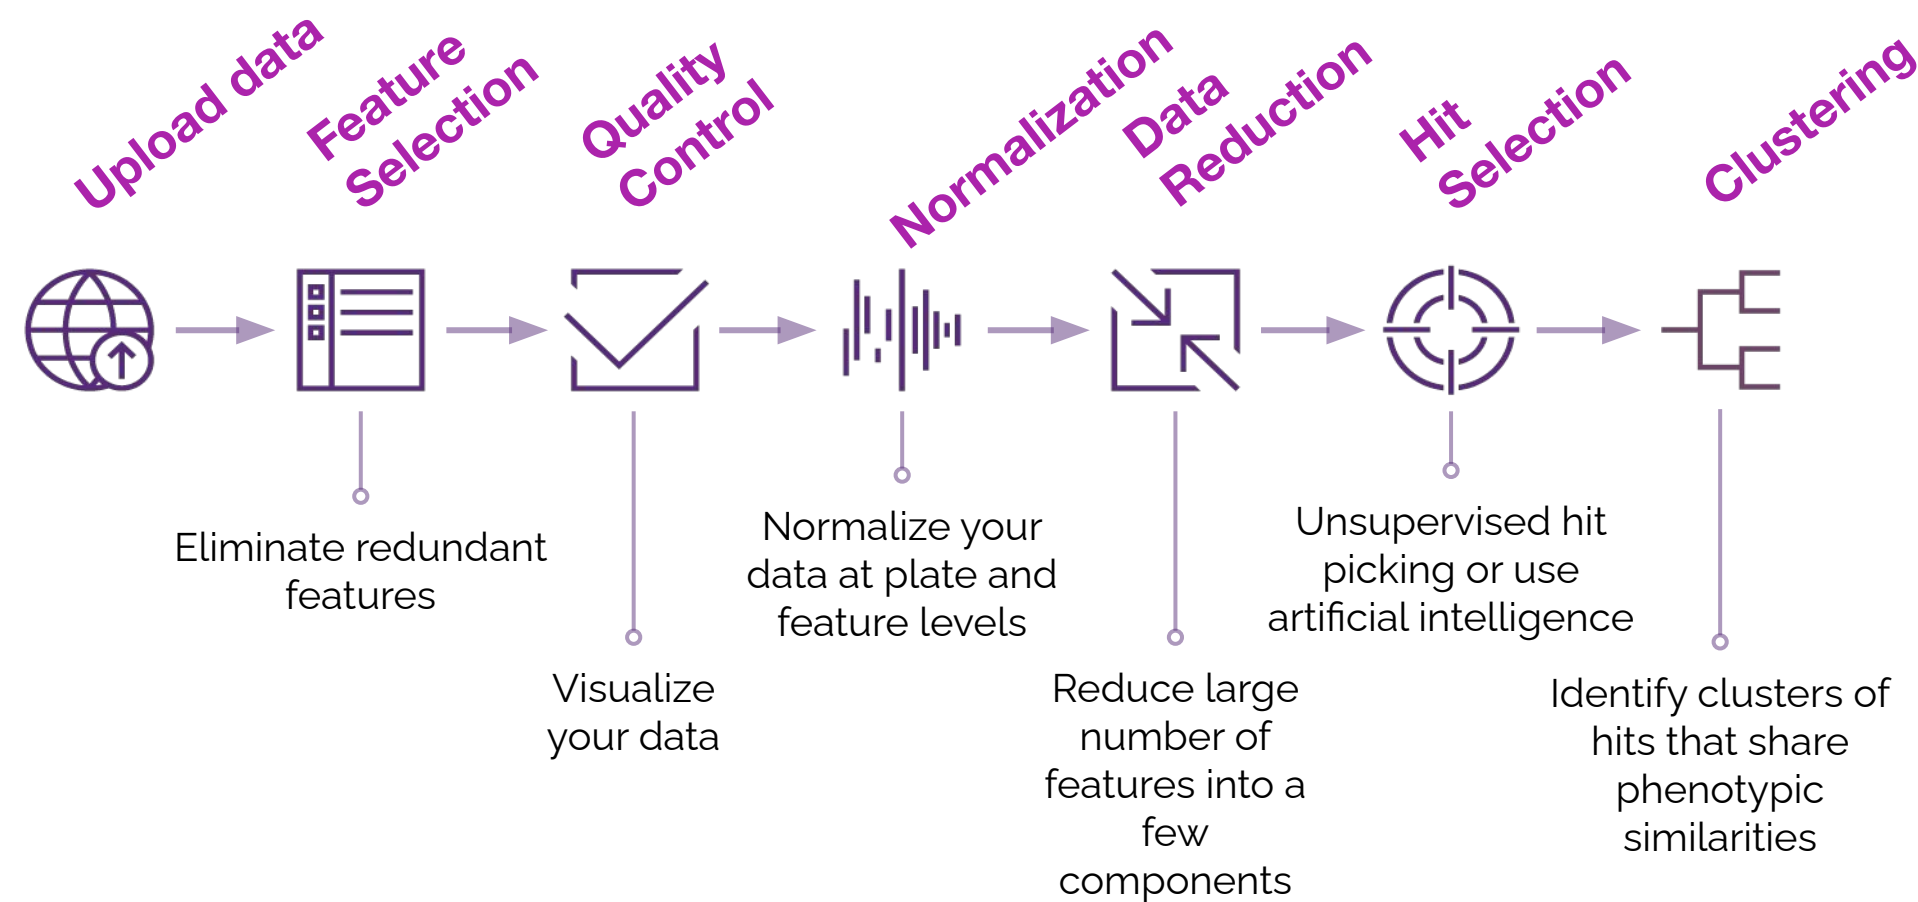 Upload data
Feature
Selection
Quality
Control
Normalization
Data
Reduction
Hit
Selection
Clustering
Eliminate redundant
features
Visualize
your data
Normalize your
data at plate and
feature levels
Reduce large
number of
features into a
few
components
Unsupervised hit
picking or use
artificial intelligence
Identify clusters of
hits that share
phenotypic
similarities